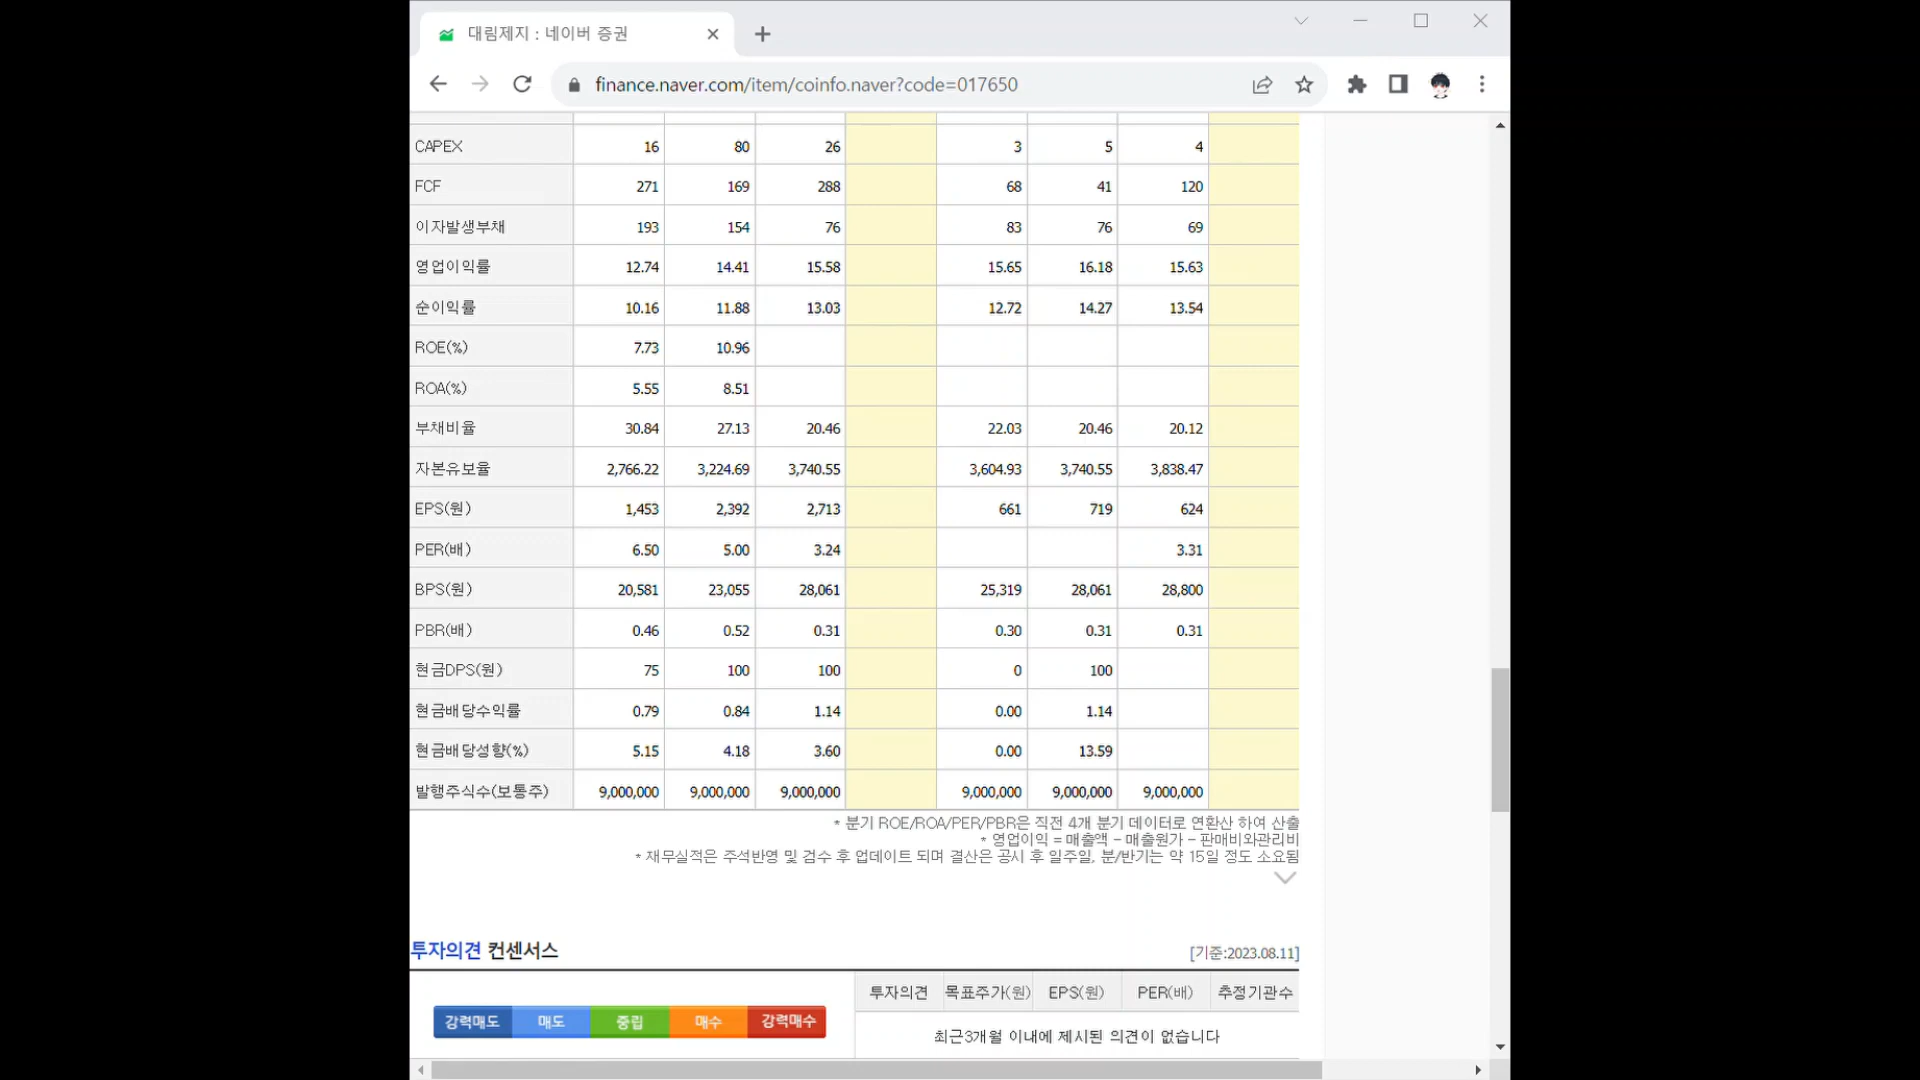 대림제지 : 네이버 증권
finance.naver.com/item/coinfo.naver?code=017650
CAPEX 16 80 26 3 5 4
FCF 271 169 288 68 41 120
이자발생부채 193 154 76 83 76 69
영업이익률 12.74 14.41 15.58 15.65 16.18 15.63
순이익률 10.16 11.88 13.03 12.72 14.27 13.54
ROE(%) 7.73 10.96
ROA(%) 5.55 8.51
부채비율 30.84 27.13 20.46 22.03 20.46 20.12
자본유보율 2,766.22 3,224.69 3,740.55 3,604.93 3,740.55 3,838.47
EPS(원) 1,453 2,392 2,713 661 719 624
PER(배) 6.50 5.00 3.24 3.31
BPS(원) 20,581 23,055 28,061 25,319 28,061 28,800
PBR(배) 0.46 0.52 0.31 0.30 0.31 0.31
현금DPS(원) 75 100 100 0 100
현금배당수익률 0.79 0.84 1.14 0.00 1.14
현금배당성향(%) 5.15 4.18 3.60 0.00 13.59
발행주식수(보통주) 9,000,000 9,000,000 9,000,000 9,000,000 9,000,000 9,000,000
* 분기 ROE/ROA/PER/PBR은 직전 4개 분기 데이터로 연환산 하여 산출
* 영업이익 = 매출액 - 매출원가 - 판매비와관리비
* 재무실적은 주석반영 및 검수 후 업데이트 되며 결산은 공시 후 일주일, 분/반기는 약 15일 정도 소요됨
투자의견 컨센서스 [기준:2023.08.11]
투자의견 목표주가(원) EPS(원) PER(배) 추정기관수
강력매도 매도 중립 매수 강력매수
최근3개월 이내에 제시된 의견이 없습니다